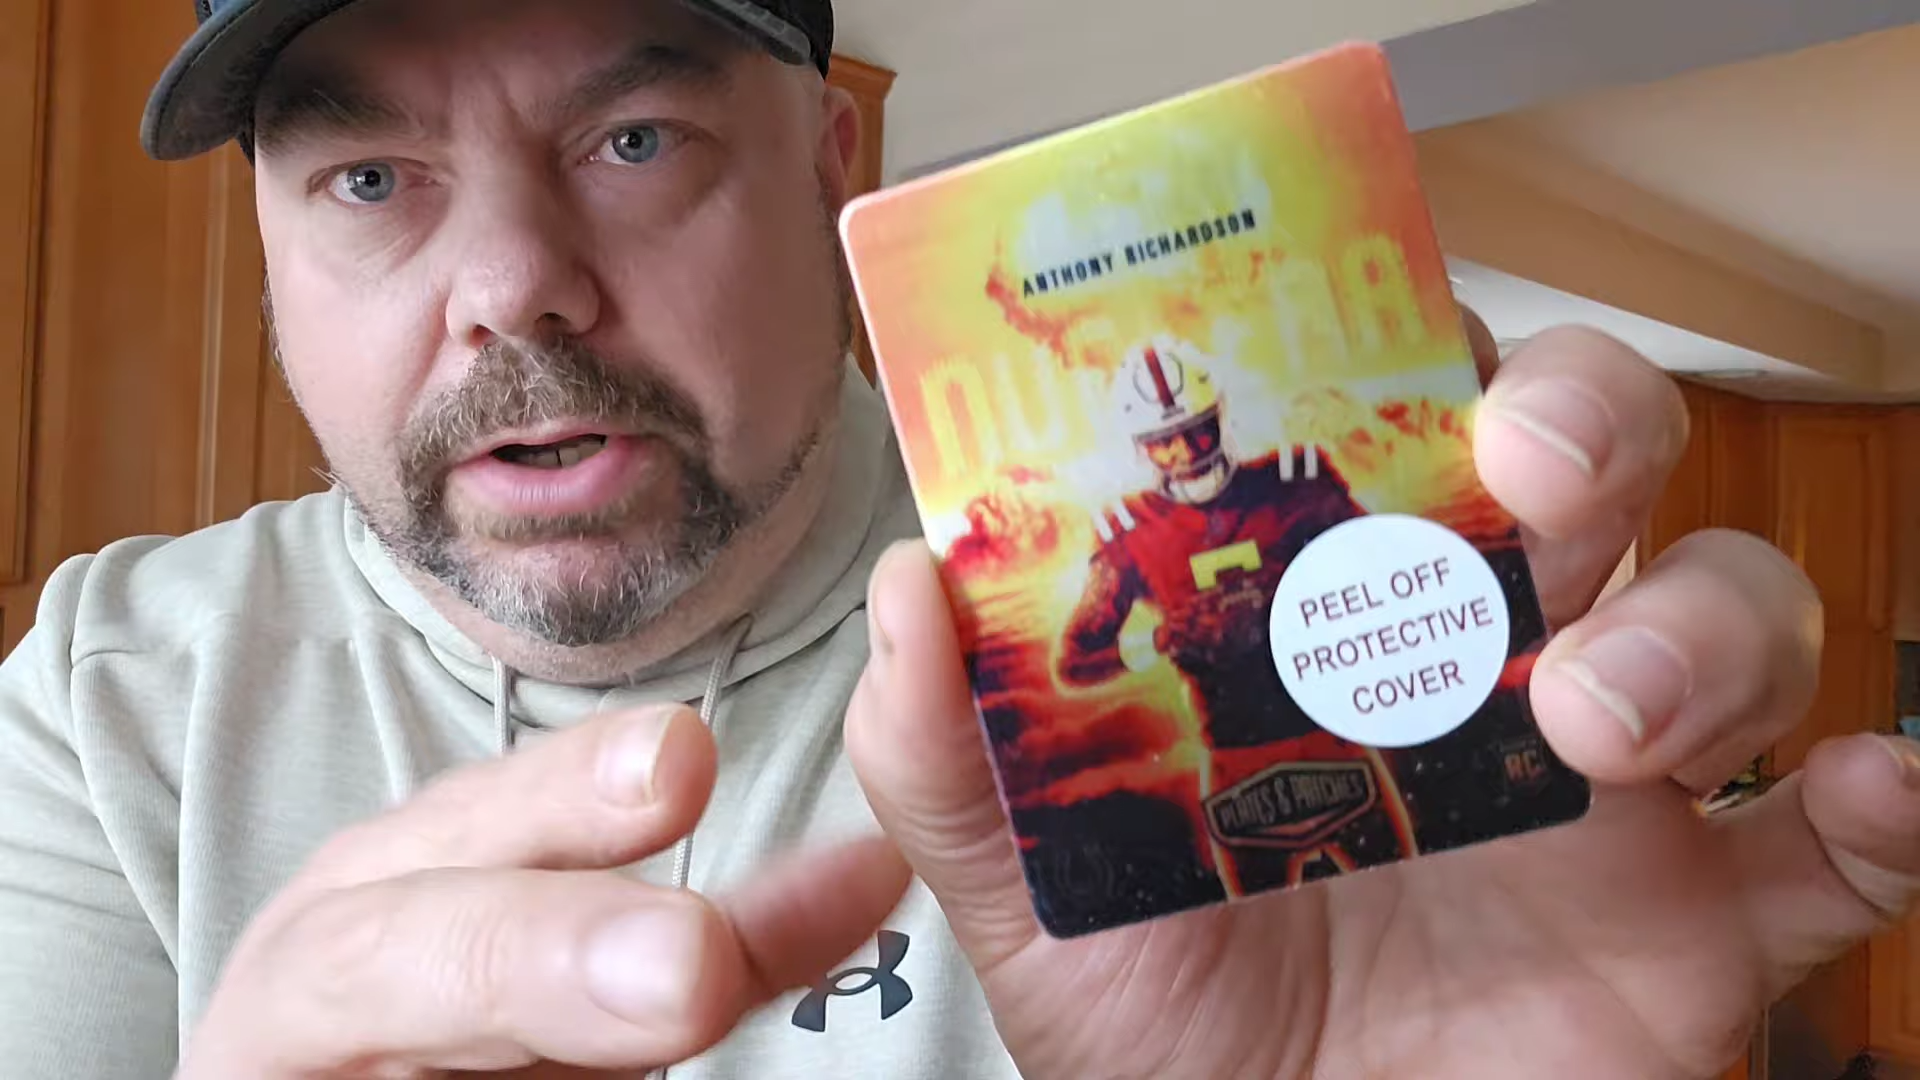 ANTHONY RICHARDSON
PEEL OFF
PROTECTIVE
COVER
PLATES & PATCHES
RC